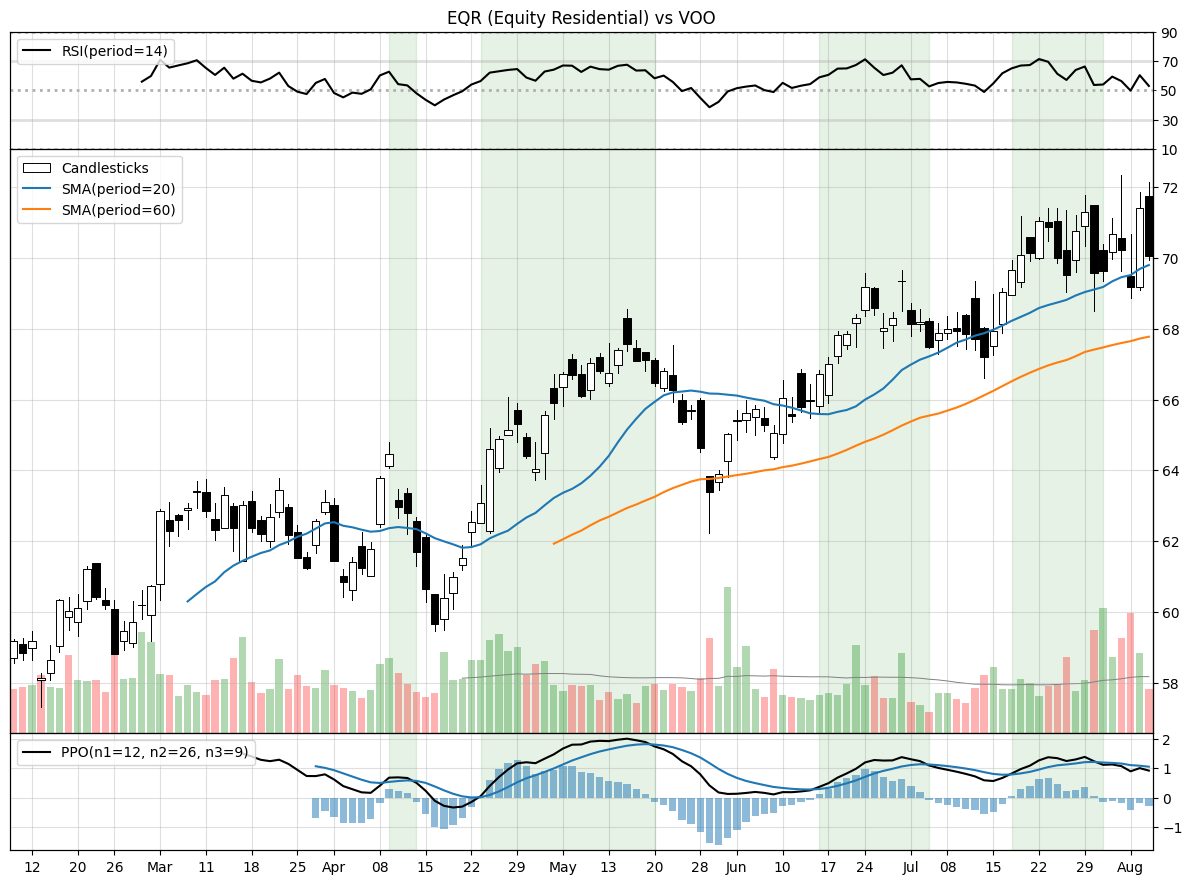 EQR (Equity Residential) vs VOO
RSI(period=14)
90
70
50
30
10
Candlesticks
SMA(period=20)
SMA(period=60)
72
70
68
66
64
62
60
58
PPO(n1=12, n2=26, n3=9)
2
1
0
−1
12 20 26 Mar 11 18 25 Apr 08 15 22 29 May 13 20 28 Jun 10 17 24 Jul 08 15 22 29 Aug